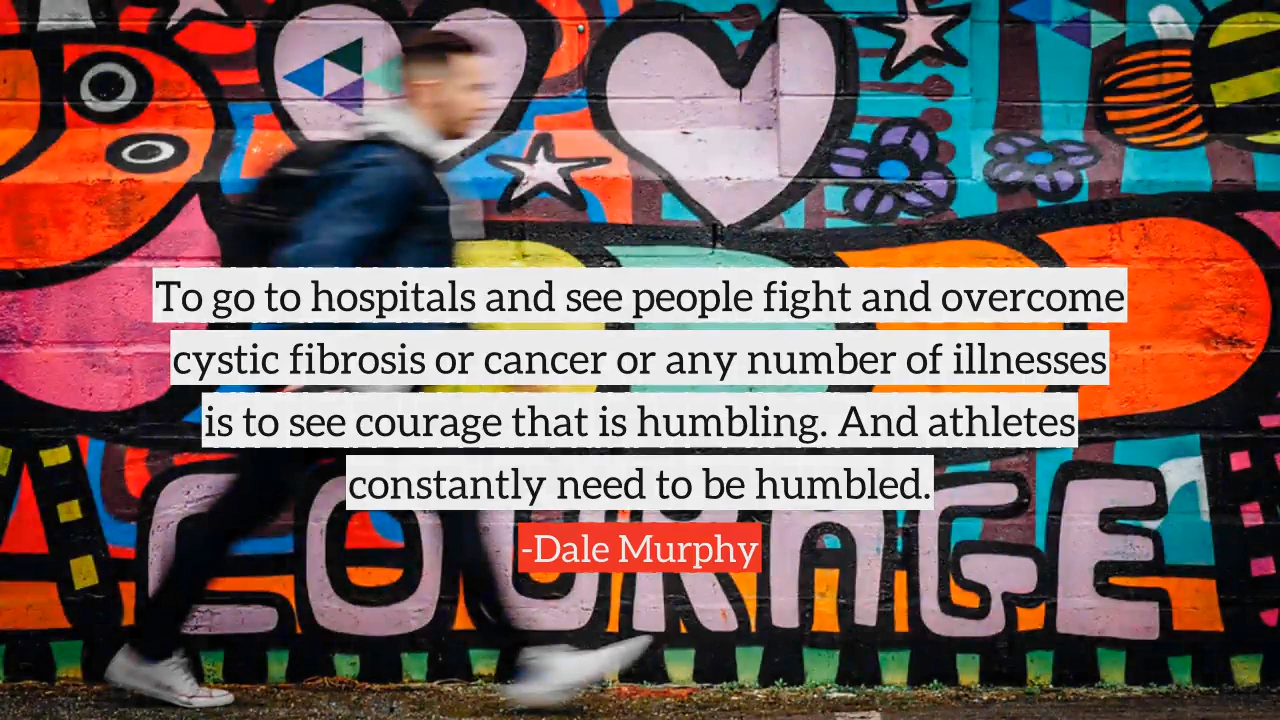 To go to hospitals and see people fight and overcome
cystic fibrosis or cancer or any number of illnesses
is to see courage that is humbling. And athletes
constantly need to be humbled.
-Dale Murphy
COURAGE